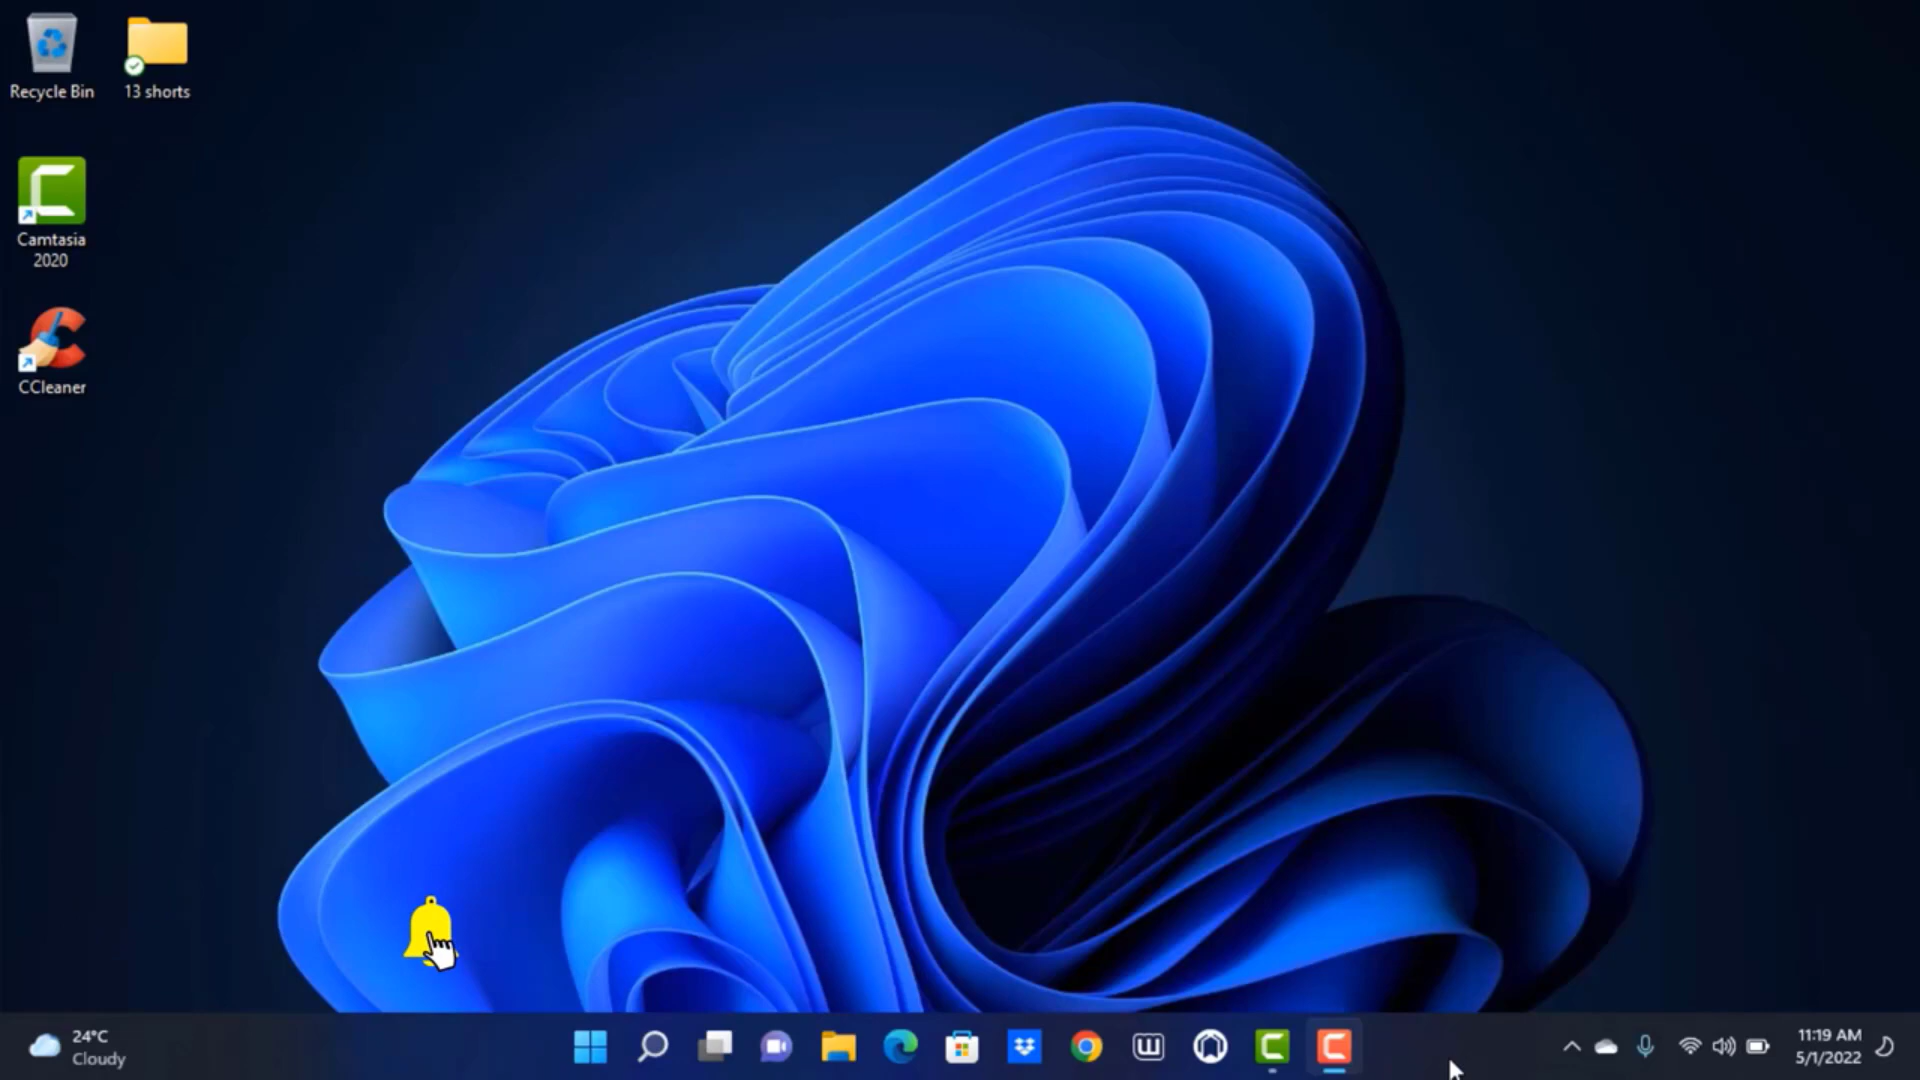 Recycle Bin
13 shorts
Camtasia
2020
CCleaner
24°C
Cloudy
11:19 AM
5/1/2022